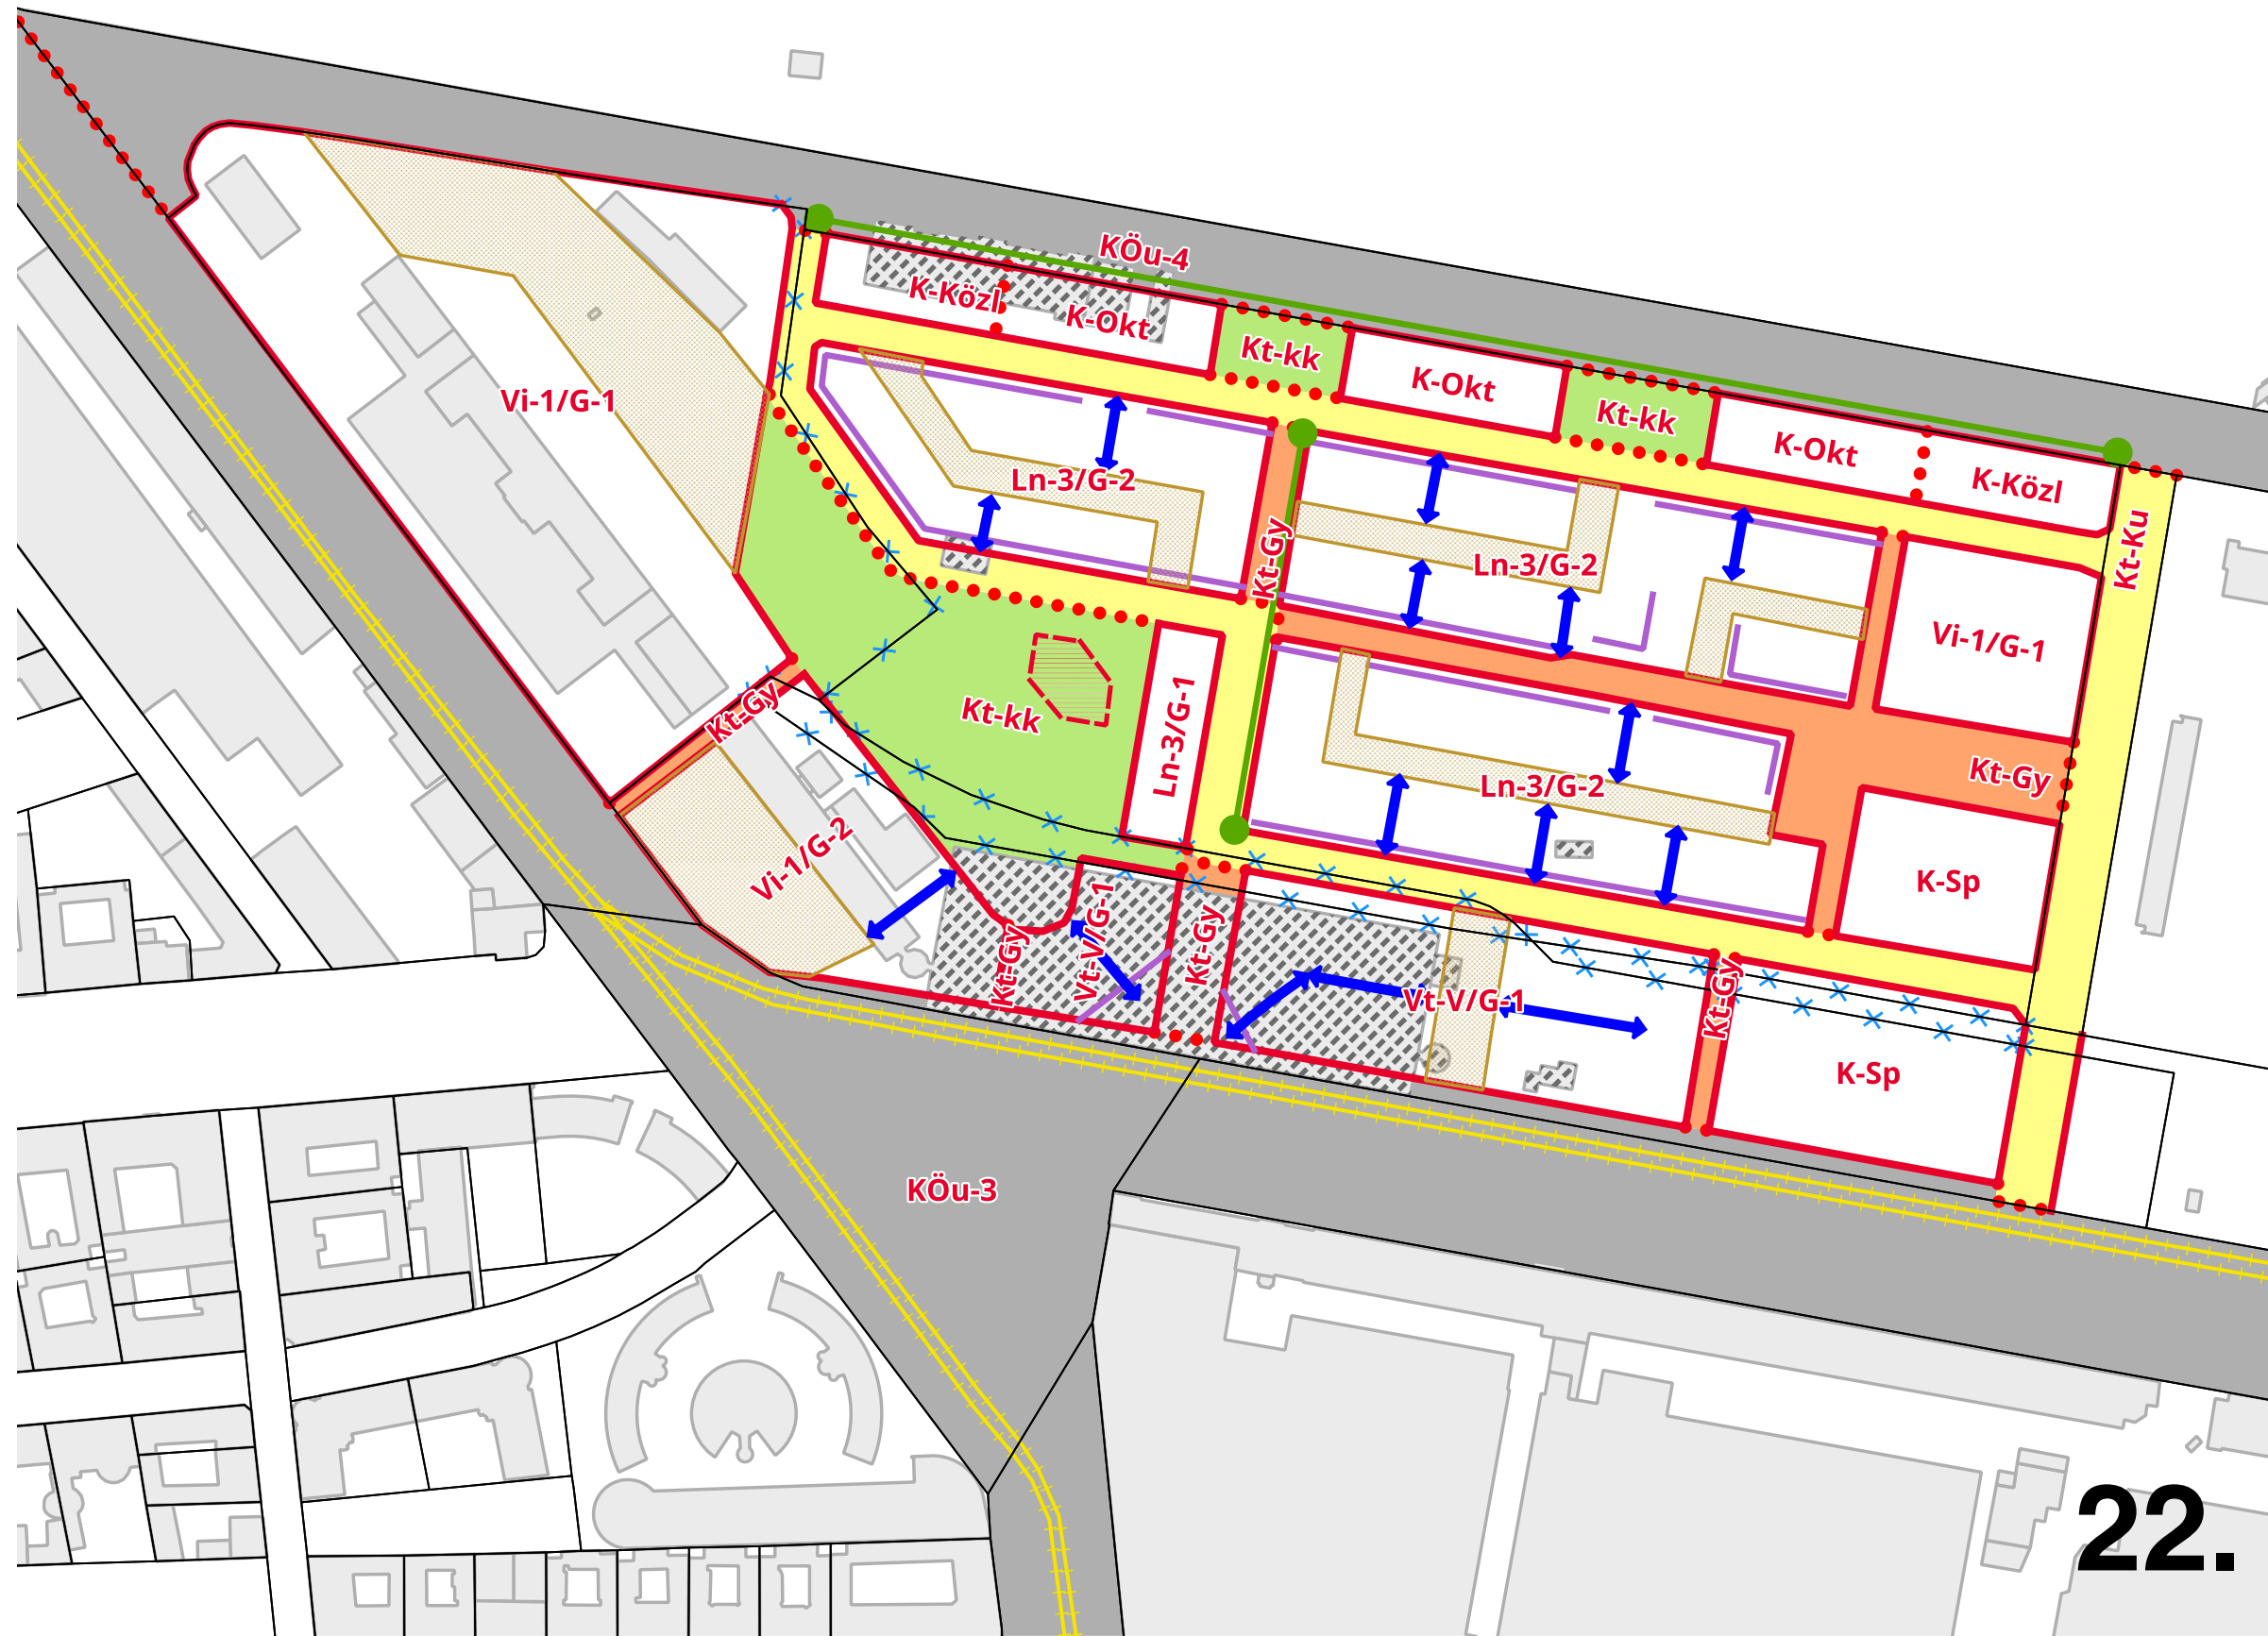 KÖu-4
K-Közl
K-Okt
Kt-kk
K-Okt
Kt-kk
K-Okt
K-Közl
Vi-1/G-1
Ln-3/G-2
Kt-Gy
Ln-3/G-2
Kt-Ku
Vi-1/G-1
Kt-Gy
Kt-kk
Ln-3/G-1
Ln-3/G-2
Kt-Gy
Vi-1/G-2
K-Sp
Kt-Gy
Vt-V/G-1
Kt-Gy
Vt-V/G-1
Kt-Gy
K-Sp
KÖu-3
22.